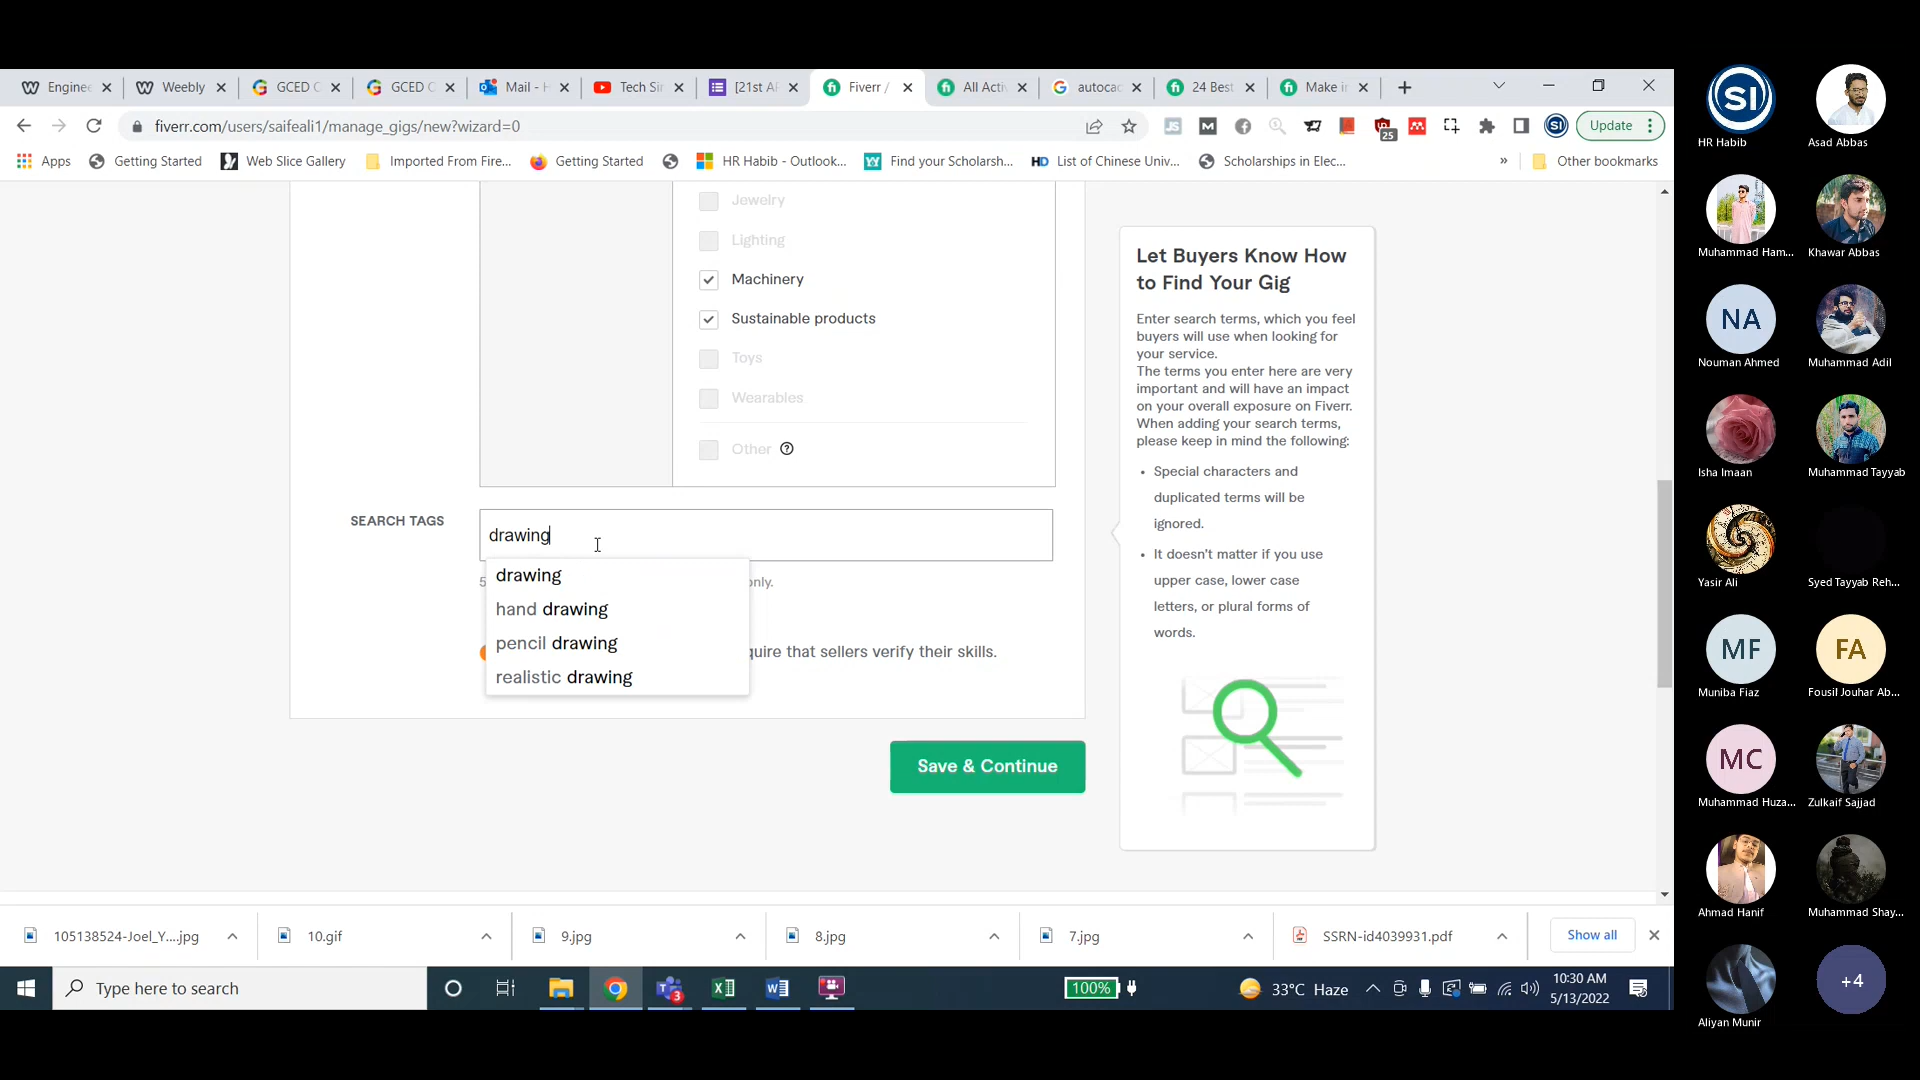 Enginee
Weebly
GCED C
GCED C
Mail - H
Tech Sir
[21st AP
Fiverr /
All Activ
autocac
24 Best
Make in
fiverr.com/users/saifeali1/manage_gigs/new?wizard=0
25
SI
Update
Apps
Getting Started
Web Slice Gallery
Imported From Fire...
Getting Started
HR Habib - Outlook...
Find your Scholarsh...
HD List of Chinese Univ...
Scholarships in Elec...
»
Other bookmarks
Jewelry
Lighting
Machinery
Sustainable products
Toys
Wearables
Other
SEARCH TAGS
drawing
5
only.
drawing
hand drawing
pencil drawing
realistic drawing
quire that sellers verify their skills.
Save & Continue
Let Buyers Know How
to Find Your Gig
Enter search terms, which you feel
buyers will use when looking for
your service.
The terms you enter here are very
important and will have an impact
on your overall exposure on Fiverr.
When adding your search terms,
please keep in mind the following:
• Special characters and
duplicated terms will be
ignored.
• It doesn't matter if you use
upper case, lower case
letters, or plural forms of
words.
105138524-Joel_Y....jpg
10.gif
9.jpg
8.jpg
7.jpg
SSRN-id4039931.pdf
Show all
Type here to search
3
100%
33°C Haze
10:30 AM
5/13/2022
SI
HR Habib
Asad Abbas
Muhammad Ham...
Khawar Abbas
NA
Nouman Ahmed
Muhammad Adil
Isha Imaan
Muhammad Tayyab
Yasir Ali
Syed Tayyab Reh...
MF
Muniba Fiaz
FA
Fousil Jouhar Ab...
MC
Muhammad Huza...
Zulkaif Sajjad
Ahmad Hanif
Muhammad Shay...
Aliyan Munir
+4